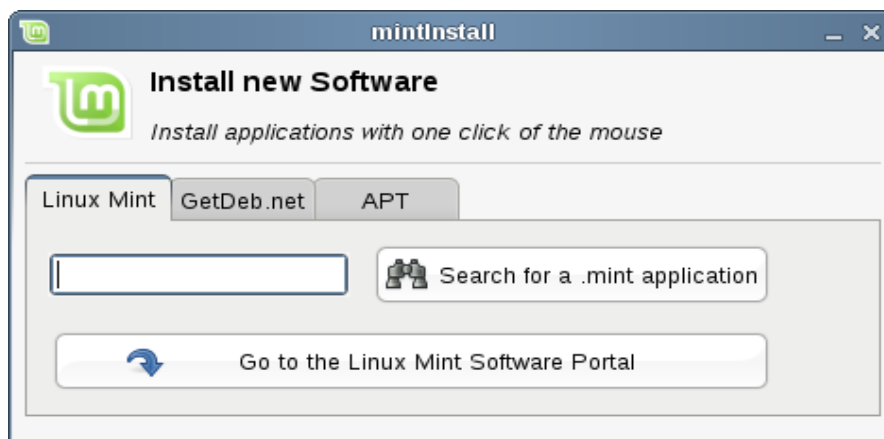 mintInstall
Install new Software
Install applications with one click of the mouse
Linux Mint
GetDeb.net
APT
Search for a .mint application
Go to the Linux Mint Software Portal